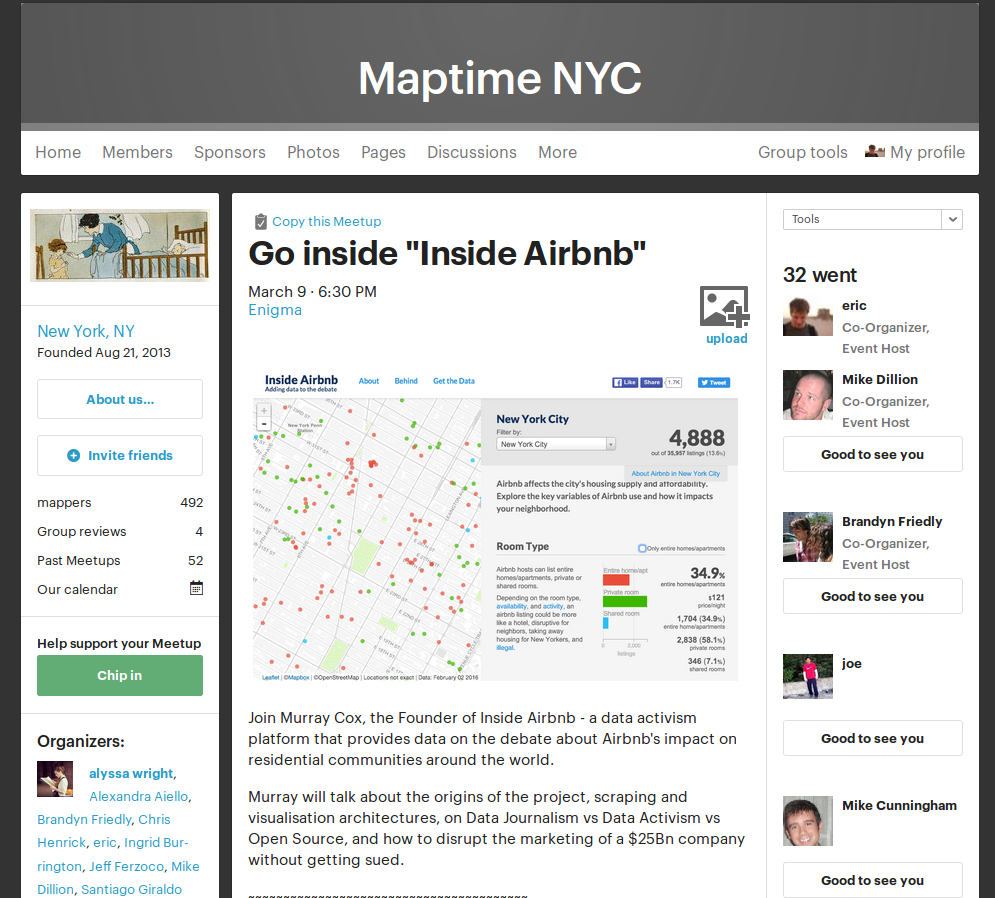 Maptime NYC
Home Members Sponsors Photos Pages Discussions More Group tools My profile
New York, NY
Founded Aug 21, 2013
About us...
Invite friends
mappers 492
Group reviews 4
Past Meetups 52
Our calendar
Help support your Meetup
Chip in
Organizers:
alyssa wright,
Alexandra Aiello,
Brandyn Friedly, Chris
Henrick, eric, Ingrid Bur-
rington, Jeff Ferzoco, Mike
Dillion, Santiago Giraldo
Copy this Meetup
Go inside "Inside Airbnb"
March 9 · 6:30 PM
Enigma
upload
Inside Airbnb
Adding data to the debate
About Behind Get the Data
Like Share 1.7K Tweet
+
-
New York Penn
Station
New York City
Filter by:
New York City
4,888
out of 35,957 listings (13.6%)
About Airbnb in New York City
Airbnb affects the city's housing supply and affordability.
Explore the key variables of Airbnb use and how it impacts
your neighborhood.
Room Type
Only entire homes/apartments
Airbnb hosts can list entire
homes/apartments, private or
shared rooms.
Depending on the room type,
availability, and activity, an
airbnb listing could be more
like a hotel, disruptive for
neighbors, taking away
housing for New Yorkers, and
illegal.
Entire home/apt
Private room
Shared room
0 2,000
listings
34.9%
entire homes/apartments
$121
price/night
1,704 (34.9%)
entire home/apartments
2,838 (58.1%)
private rooms
346 (7.1%)
shared rooms
Leaflet | ©Mapbox | ©OpenStreetMap | Locations not exact | Data: February 02 2016
Join Murray Cox, the Founder of Inside Airbnb - a data activism
platform that provides data on the debate about Airbnb's impact on
residential communities around the world.
Murray will talk about the origins of the project, scraping and
visualisation architectures, on Data Journalism vs Data Activism vs
Open Source, and how to disrupt the marketing of a $25Bn company
without getting sued.
Tools
32 went
eric
Co-Organizer,
Event Host
Mike Dillion
Co-Organizer,
Event Host
Good to see you
Brandyn Friedly
Co-Organizer,
Event Host
Good to see you
joe
Good to see you
Mike Cunningham
Good to see you